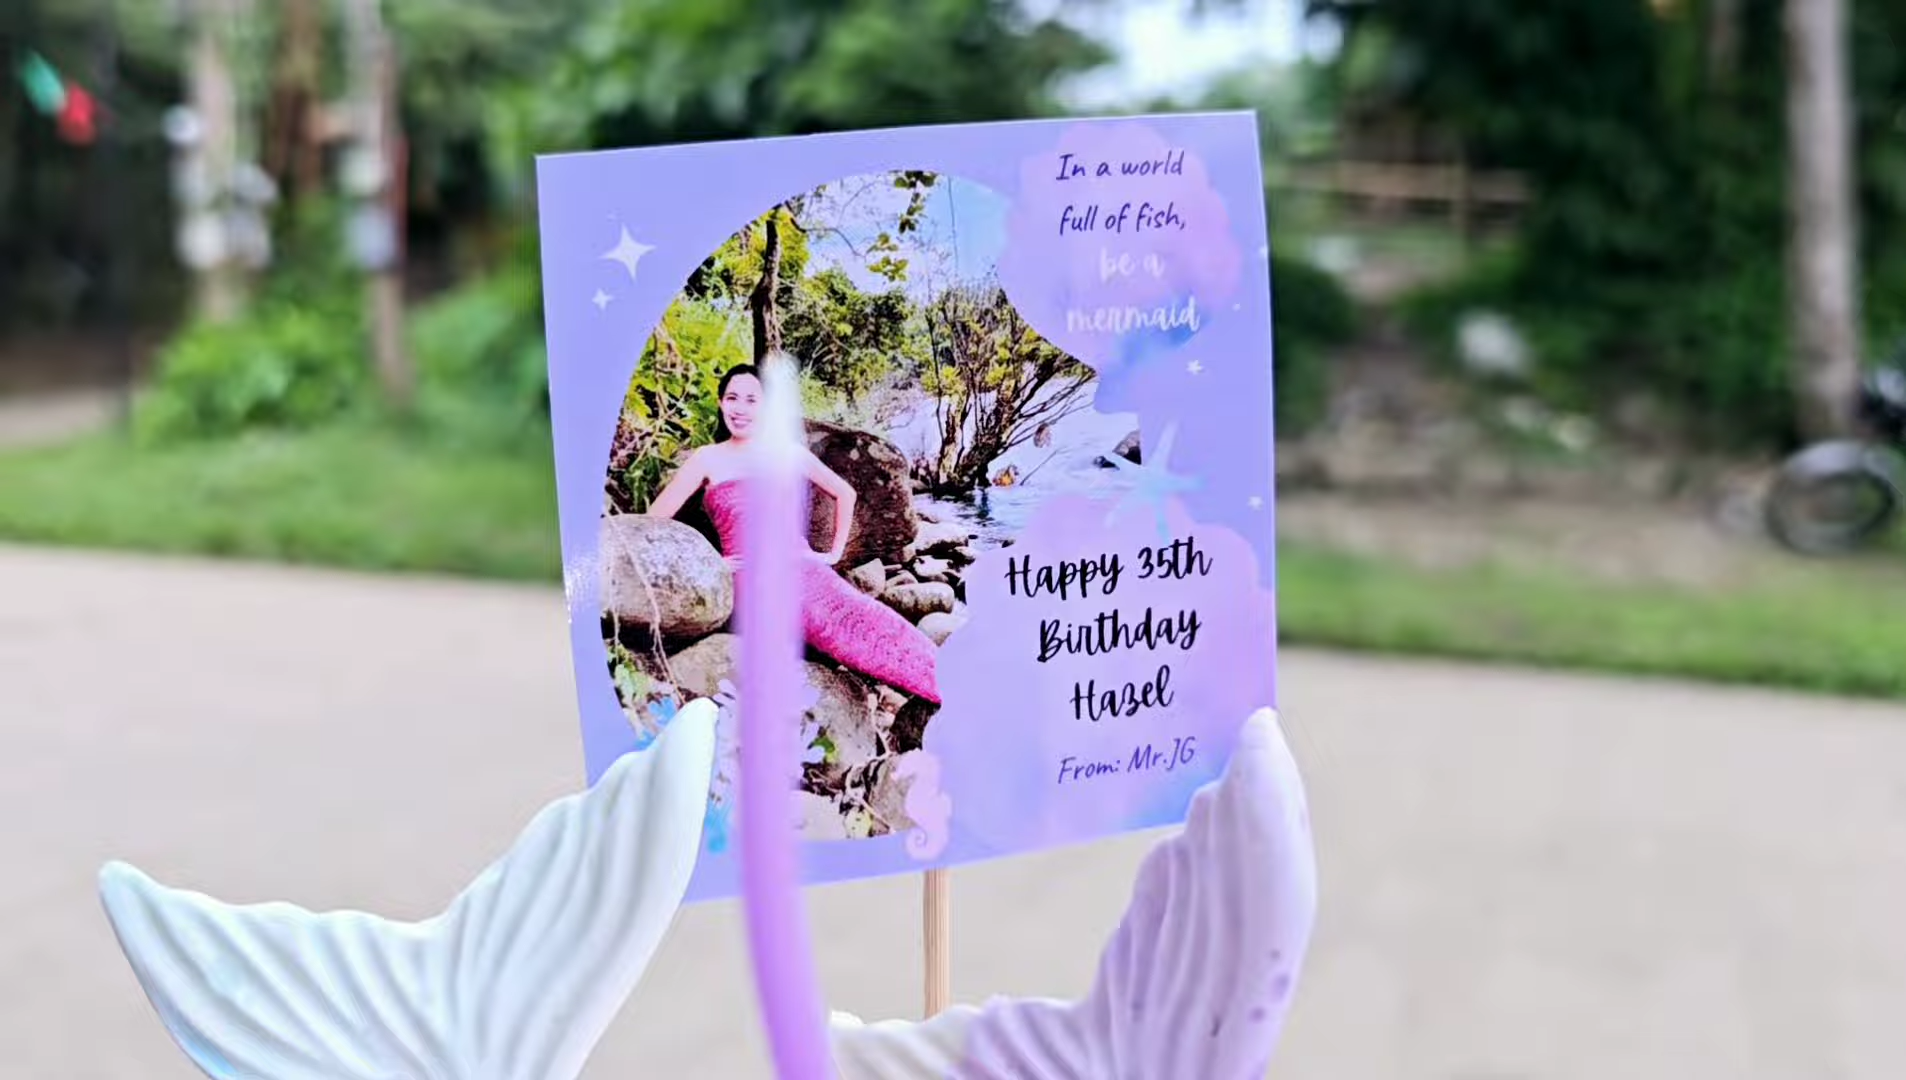 In a world
full of fish,
be a
mermaid
Happy 35th
Birthday
Hazel
From: Mr.JG